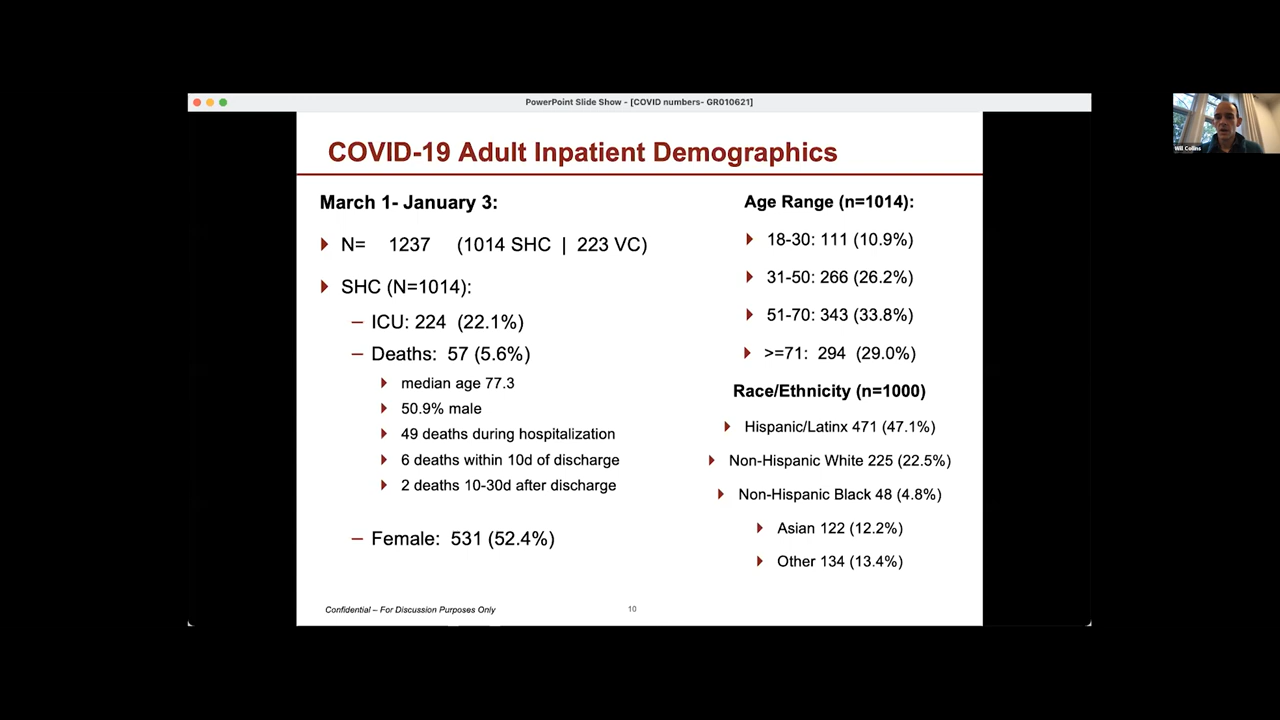 PowerPoint Slide Show - [COVID numbers- GR010621]
COVID-19 Adult Inpatient Demographics
March 1- January 3:
N= 1237 (1014 SHC | 223 VC)
SHC (N=1014):
– ICU: 224 (22.1%)
– Deaths: 57 (5.6%)
median age 77.3
50.9% male
49 deaths during hospitalization
6 deaths within 10d of discharge
2 deaths 10-30d after discharge
– Female: 531 (52.4%)
Age Range (n=1014):
18-30: 111 (10.9%)
31-50: 266 (26.2%)
51-70: 343 (33.8%)
>=71: 294 (29.0%)
Race/Ethnicity (n=1000)
Hispanic/Latinx 471 (47.1%)
Non-Hispanic White 225 (22.5%)
Non-Hispanic Black 48 (4.8%)
Asian 122 (12.2%)
Other 134 (13.4%)
Confidential – For Discussion Purposes Only
10
Will Collins